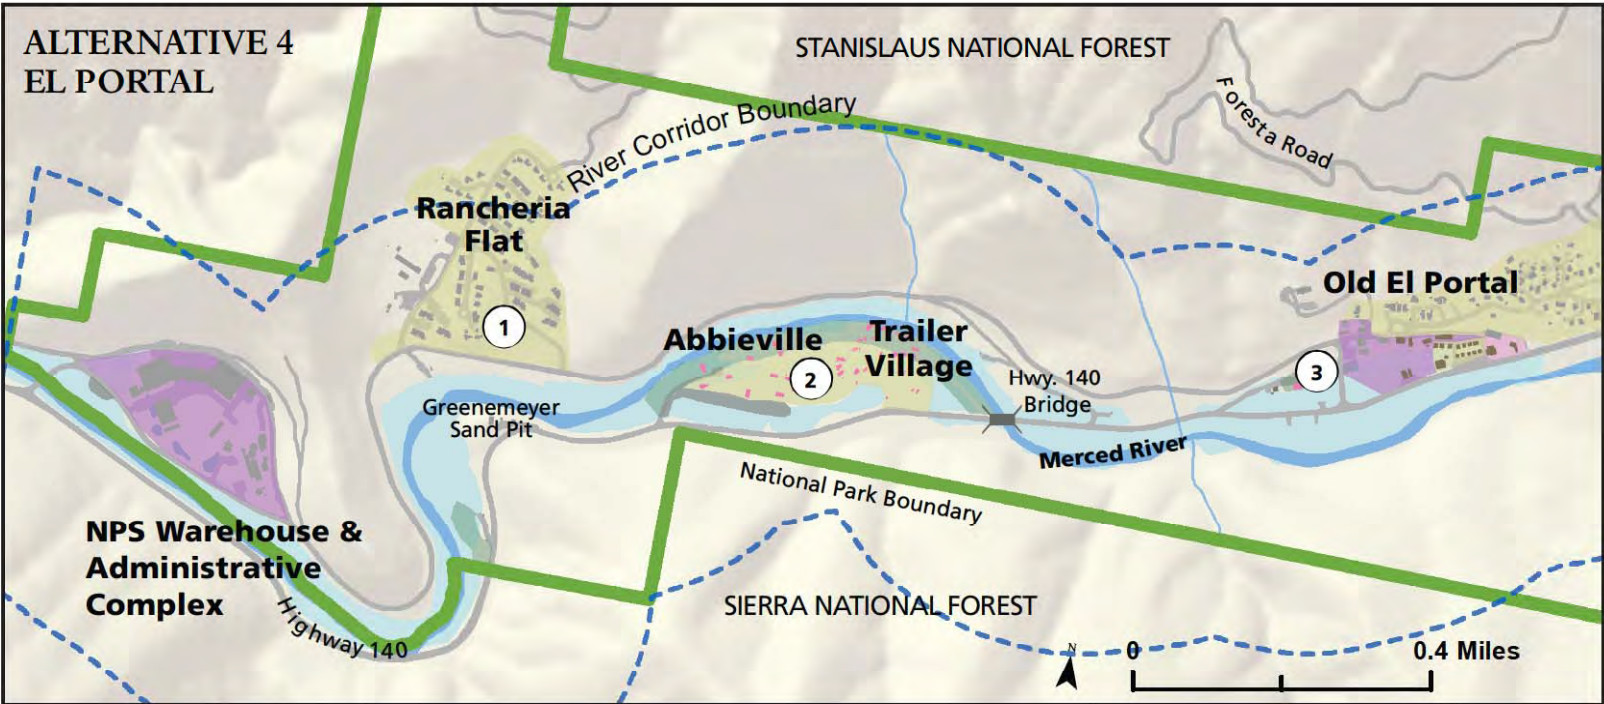 ALTERNATIVE 4
EL PORTAL
STANISLAUS NATIONAL FOREST
River Corridor Boundary
Foresta Road
Rancheria
Flat
1
Old El Portal
Abbieville
Trailer
Village
2
3
Hwy. 140
Bridge
Greenemeyer
Sand Pit
Merced River
National Park Boundary
NPS Warehouse &
Administrative
Complex
Highway 140
SIERRA NATIONAL FOREST
N
0
0.4 Miles